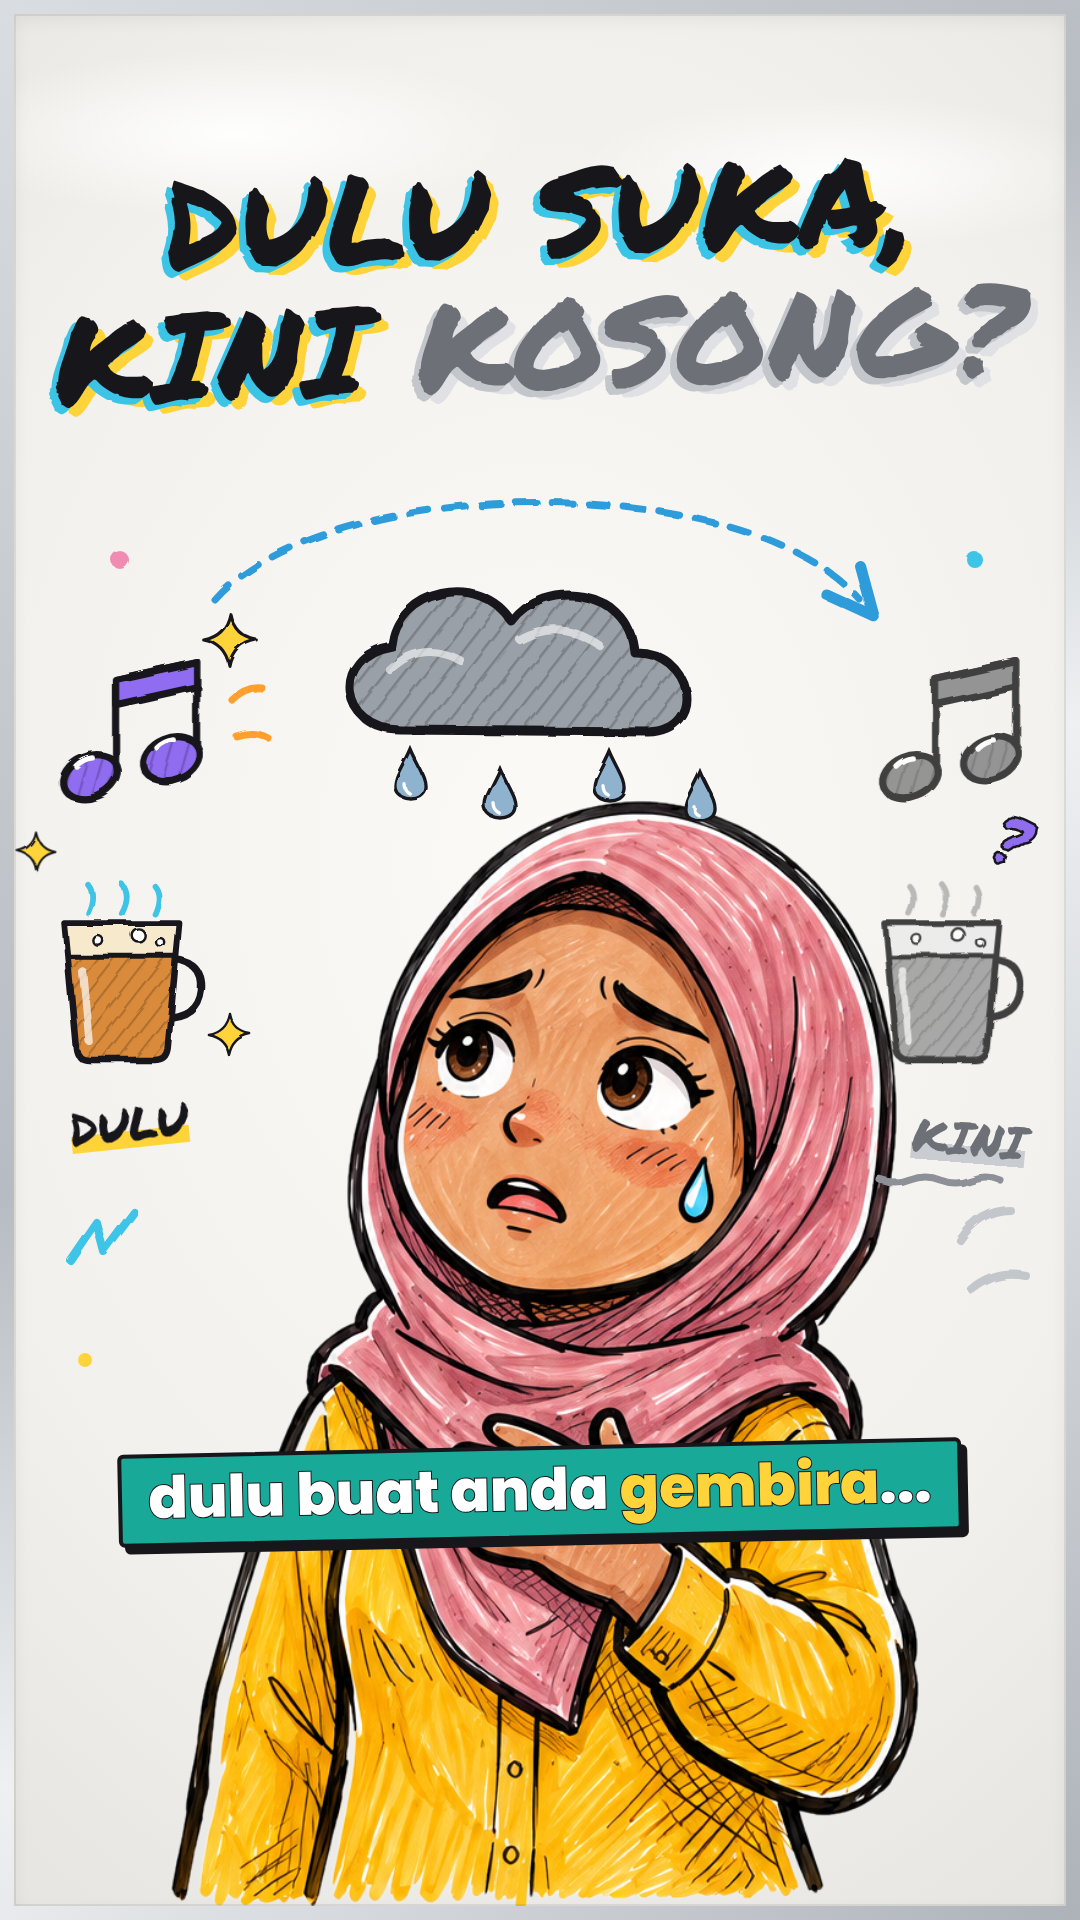 DULU SUKA,
KINI KOSONG?
?
DULU
KINI
dulu buat anda gembira...